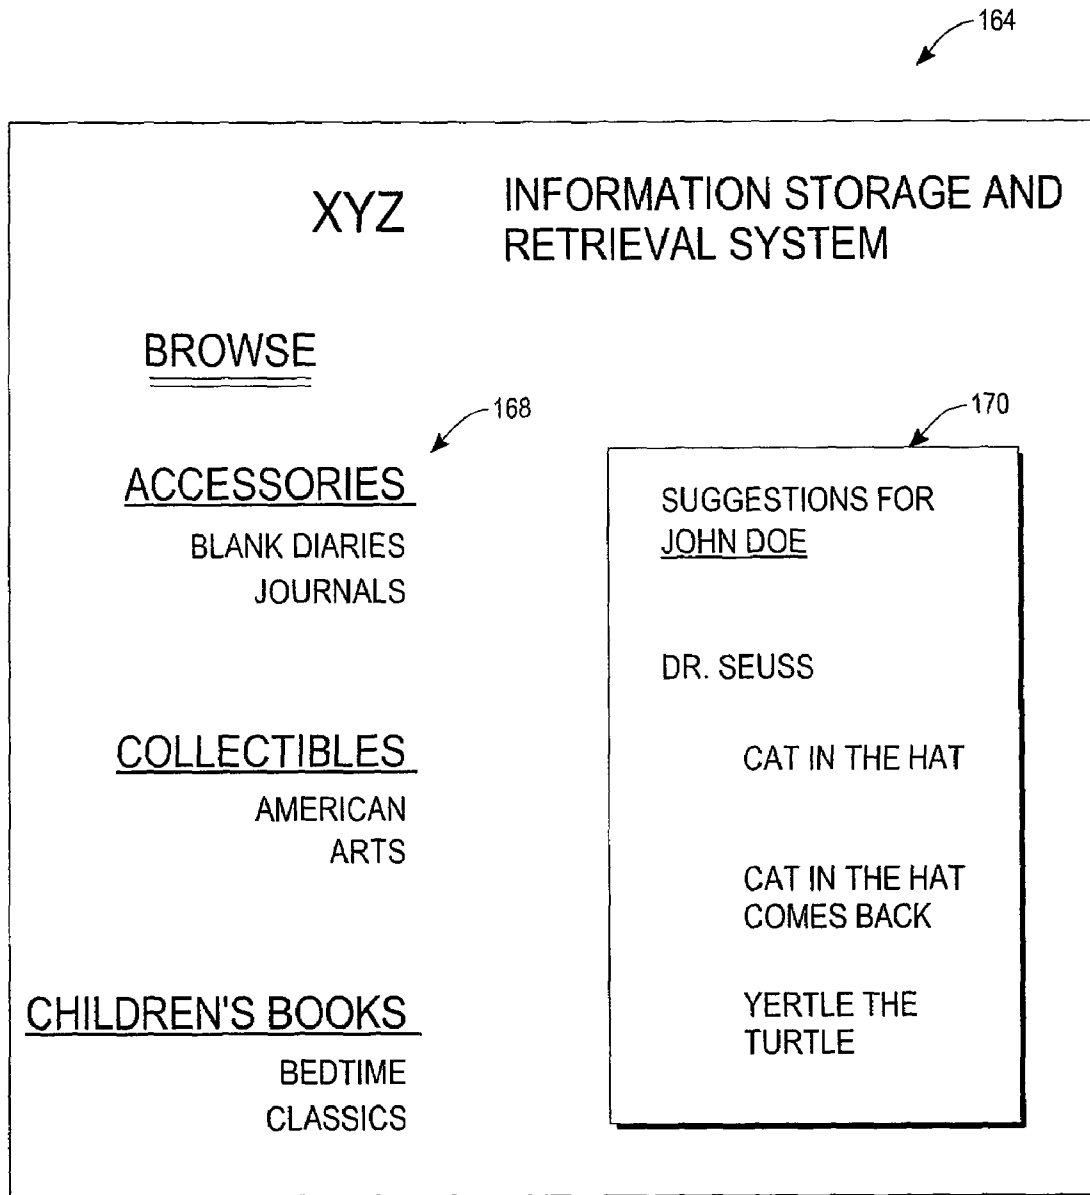 164
XYZ
INFORMATION STORAGE AND
RETRIEVAL SYSTEM
BROWSE
168
ACCESSORIES
BLANK DIARIES
JOURNALS
COLLECTIBLES
AMERICAN
ARTS
CHILDREN'S BOOKS
BEDTIME
CLASSICS
170
SUGGESTIONS FOR
JOHN DOE
DR. SEUSS
CAT IN THE HAT
CAT IN THE HAT
COMES BACK
YERTLE THE
TURTLE